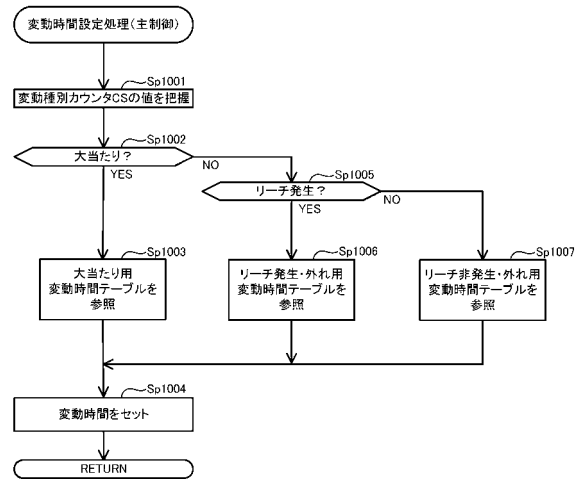 変動時間設定処理(主制御)
Sp1001
変動種別カウンタCSの値を把握
Sp1002
大当たり？
NO
YES
Sp1005
リーチ発生？
NO
YES
Sp1003
大当たり用
変動時間テーブルを
参照
Sp1006
リーチ発生・外れ用
変動時間テーブルを
参照
Sp1007
リーチ非発生・外れ用
変動時間テーブルを
参照
Sp1004
変動時間をセット
RETURN